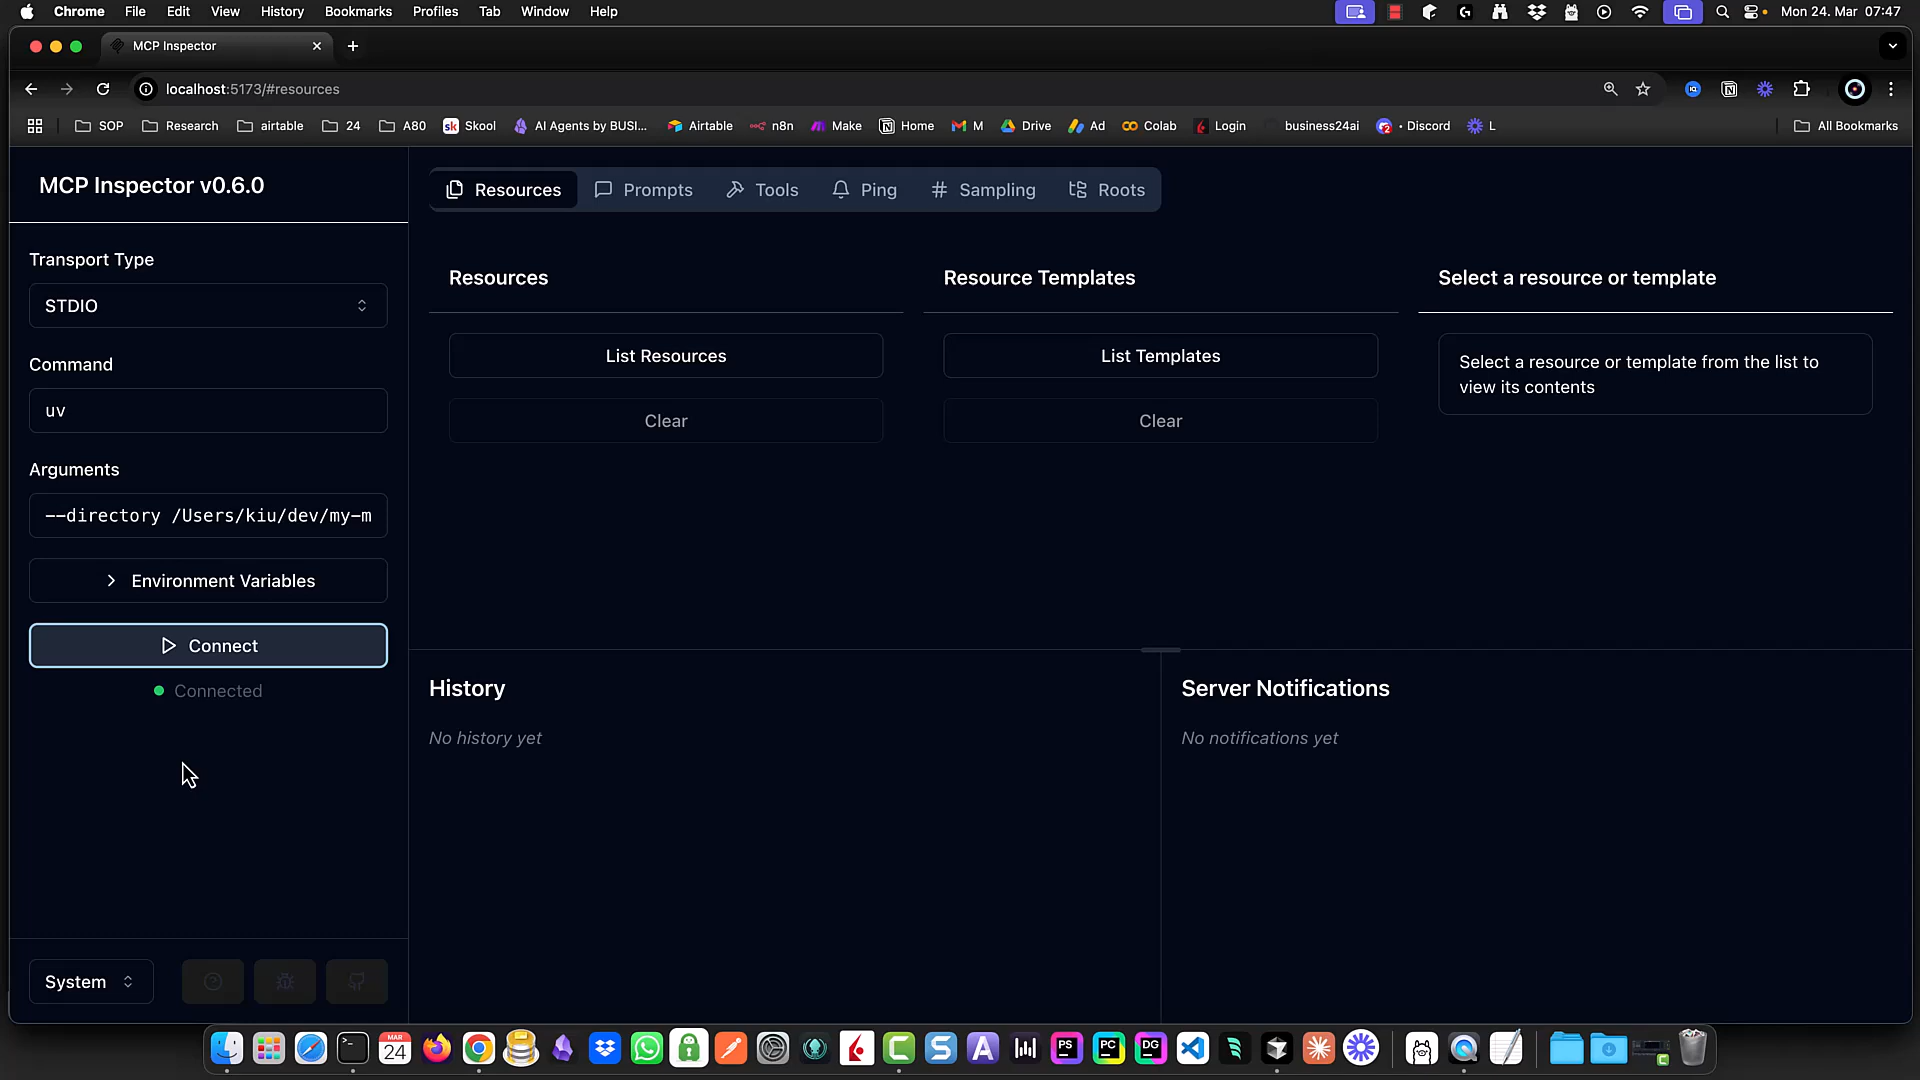 Chrome File Edit View History Bookmarks Profiles Tab Window Help Mon 24. Mar 07:47
MCP Inspector
localhost:5173/#resources
SOP Research airtable 24 A80 Skool AI Agents by BUSI... Airtable n8n Make Home M Drive Ad Colab Login business24ai • Discord L All Bookmarks
MCP Inspector v0.6.0
Transport Type
STDIO
Command
uv
Arguments
--directory /Users/kiu/dev/my-m
Environment Variables
Connect
Connected
System
Resources Prompts Tools Ping Sampling Roots
Resources
List Resources
Clear
Resource Templates
List Templates
Clear
Select a resource or template
Select a resource or template from the list to
view its contents
History
No history yet
Server Notifications
No notifications yet
MAR
24
PS
PC
DG